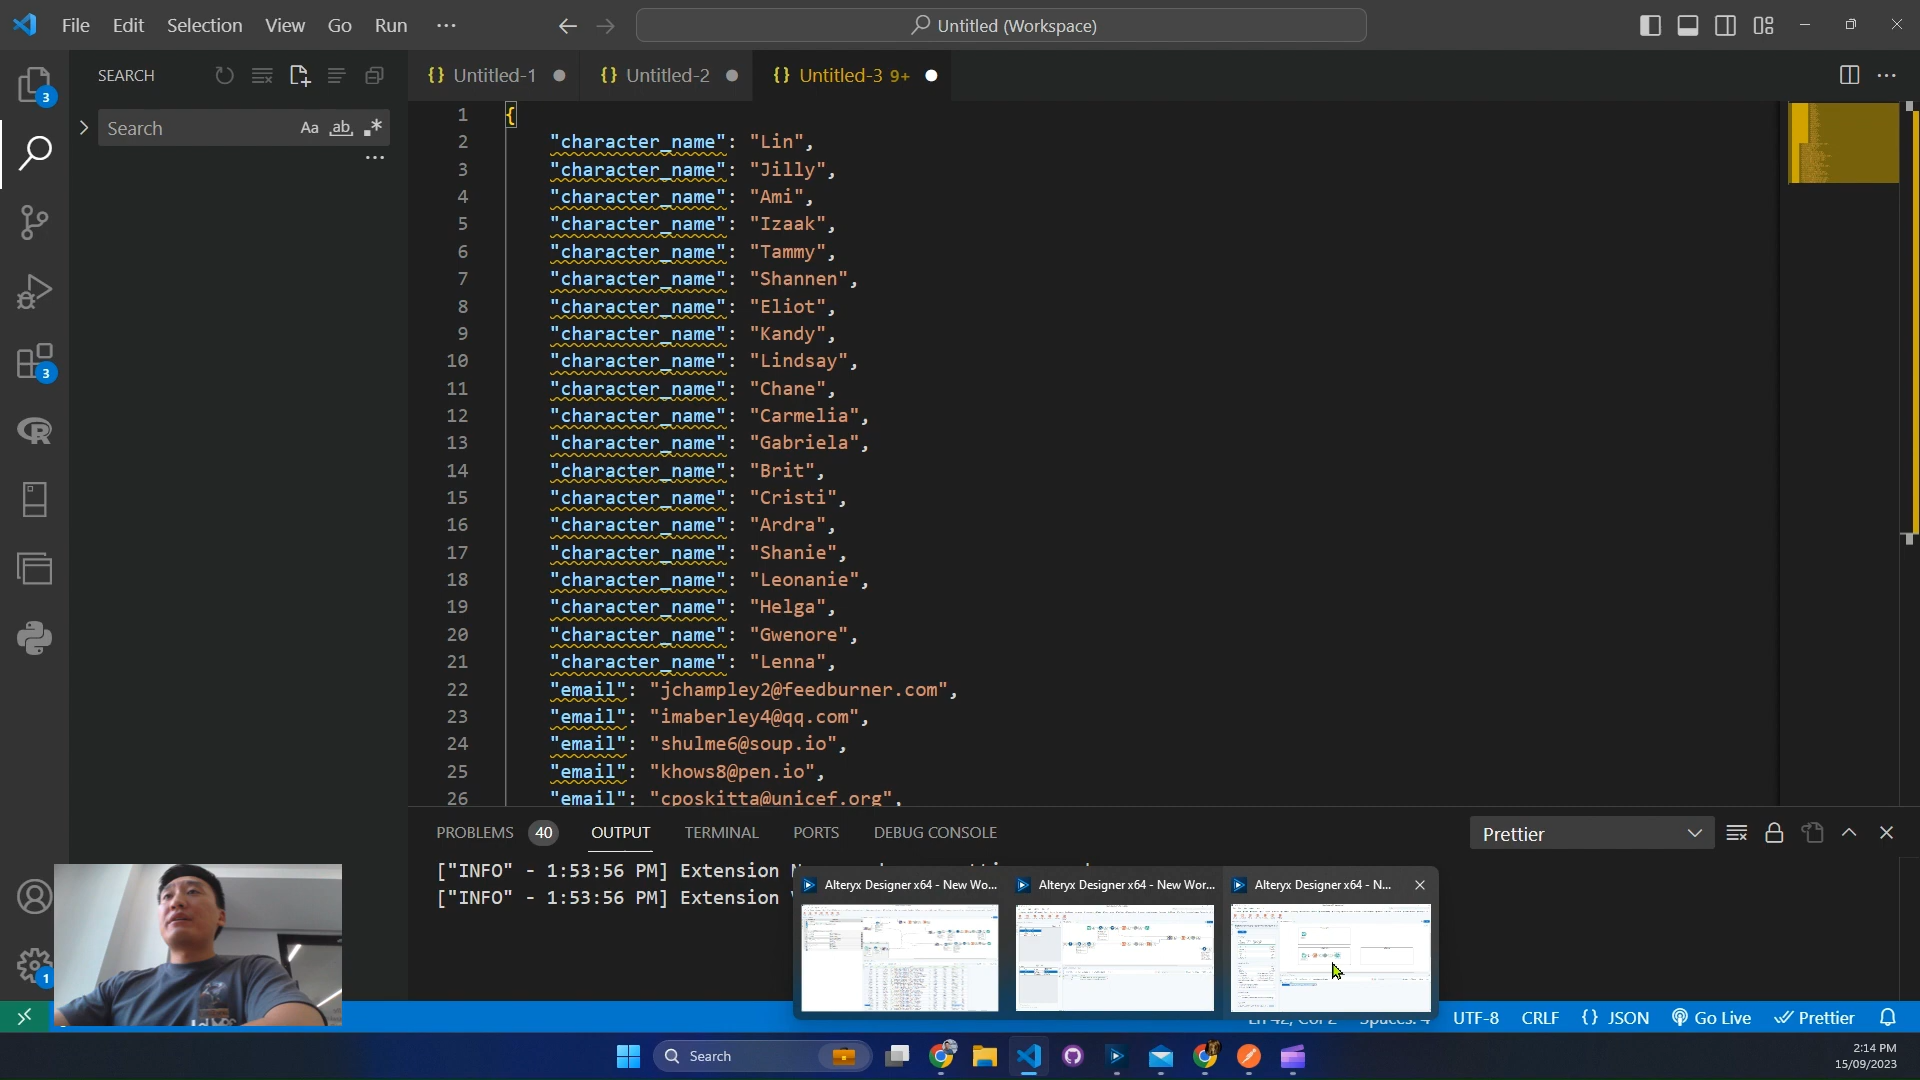 File Edit Selection View Go Run ···
Untitled (Workspace)
SEARCH
Search
Aa ab
3
3
1
{} Untitled-1
{} Untitled-2
{} Untitled-3 9+
1 {
2 "character_name": "Lin",
3 "character_name": "Jilly",
4 "character_name": "Ami",
5 "character_name": "Izaak",
6 "character_name": "Tammy",
7 "character_name": "Shannen",
8 "character_name": "Eliot",
9 "character_name": "Kandy",
10 "character_name": "Lindsay",
11 "character_name": "Chane",
12 "character_name": "Carmelia",
13 "character_name": "Gabriela",
14 "character_name": "Brit",
15 "character_name": "Cristi",
16 "character_name": "Ardra",
17 "character_name": "Shanie",
18 "character_name": "Leonanie",
19 "character_name": "Helga",
20 "character_name": "Gwenore",
21 "character_name": "Lenna",
22 "email": "jchampley2@feedburner.com",
23 "email": "imaberley4@qq.com",
24 "email": "shulme6@soup.io",
25 "email": "khows8@pen.io",
26 "email": "cposkitta@unicef.org",
PROBLEMS 40 OUTPUT TERMINAL PORTS DEBUG CONSOLE
Prettier
["INFO" - 1:53:56 PM] Extension
["INFO" - 1:53:56 PM] Extension
Alteryx Designer x64 - New Wo...
Alteryx Designer x64 - New Wor...
Alteryx Designer x64 - N...
UTF-8 CRLF {} JSON Go Live Prettier
Search
2:14 PM
15/09/2023